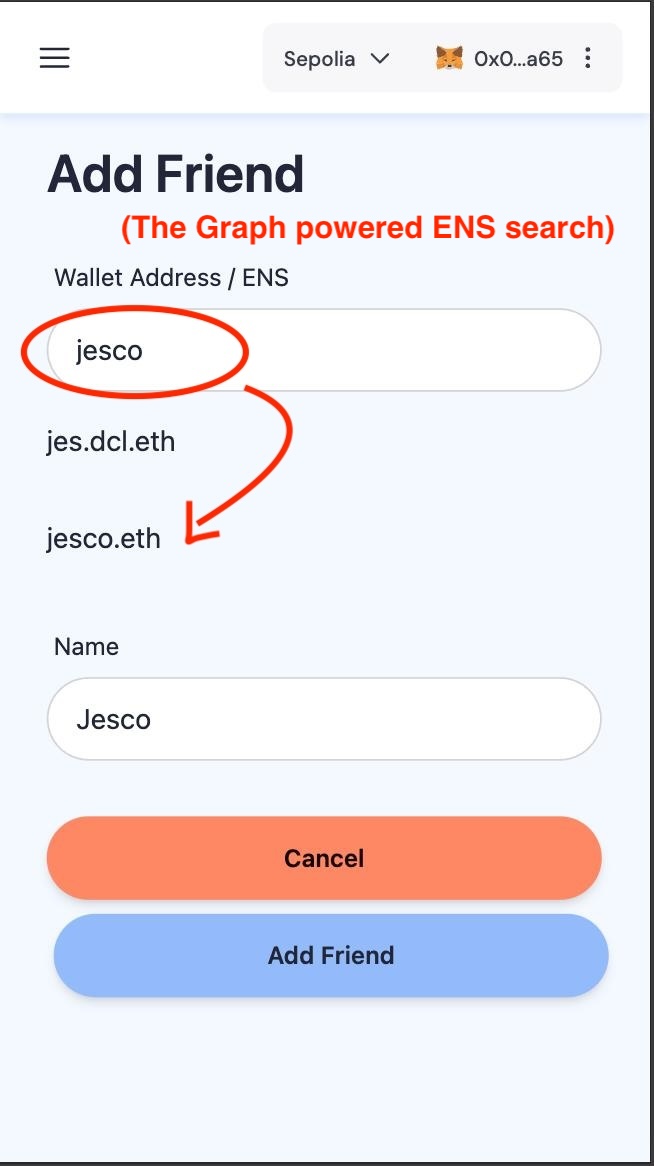 Sepolia 0x0...a65
Add Friend
(The Graph powered ENS search)
Wallet Address / ENS
jesco
jes.dcl.eth
jesco.eth
Name
Jesco
Cancel
Add Friend